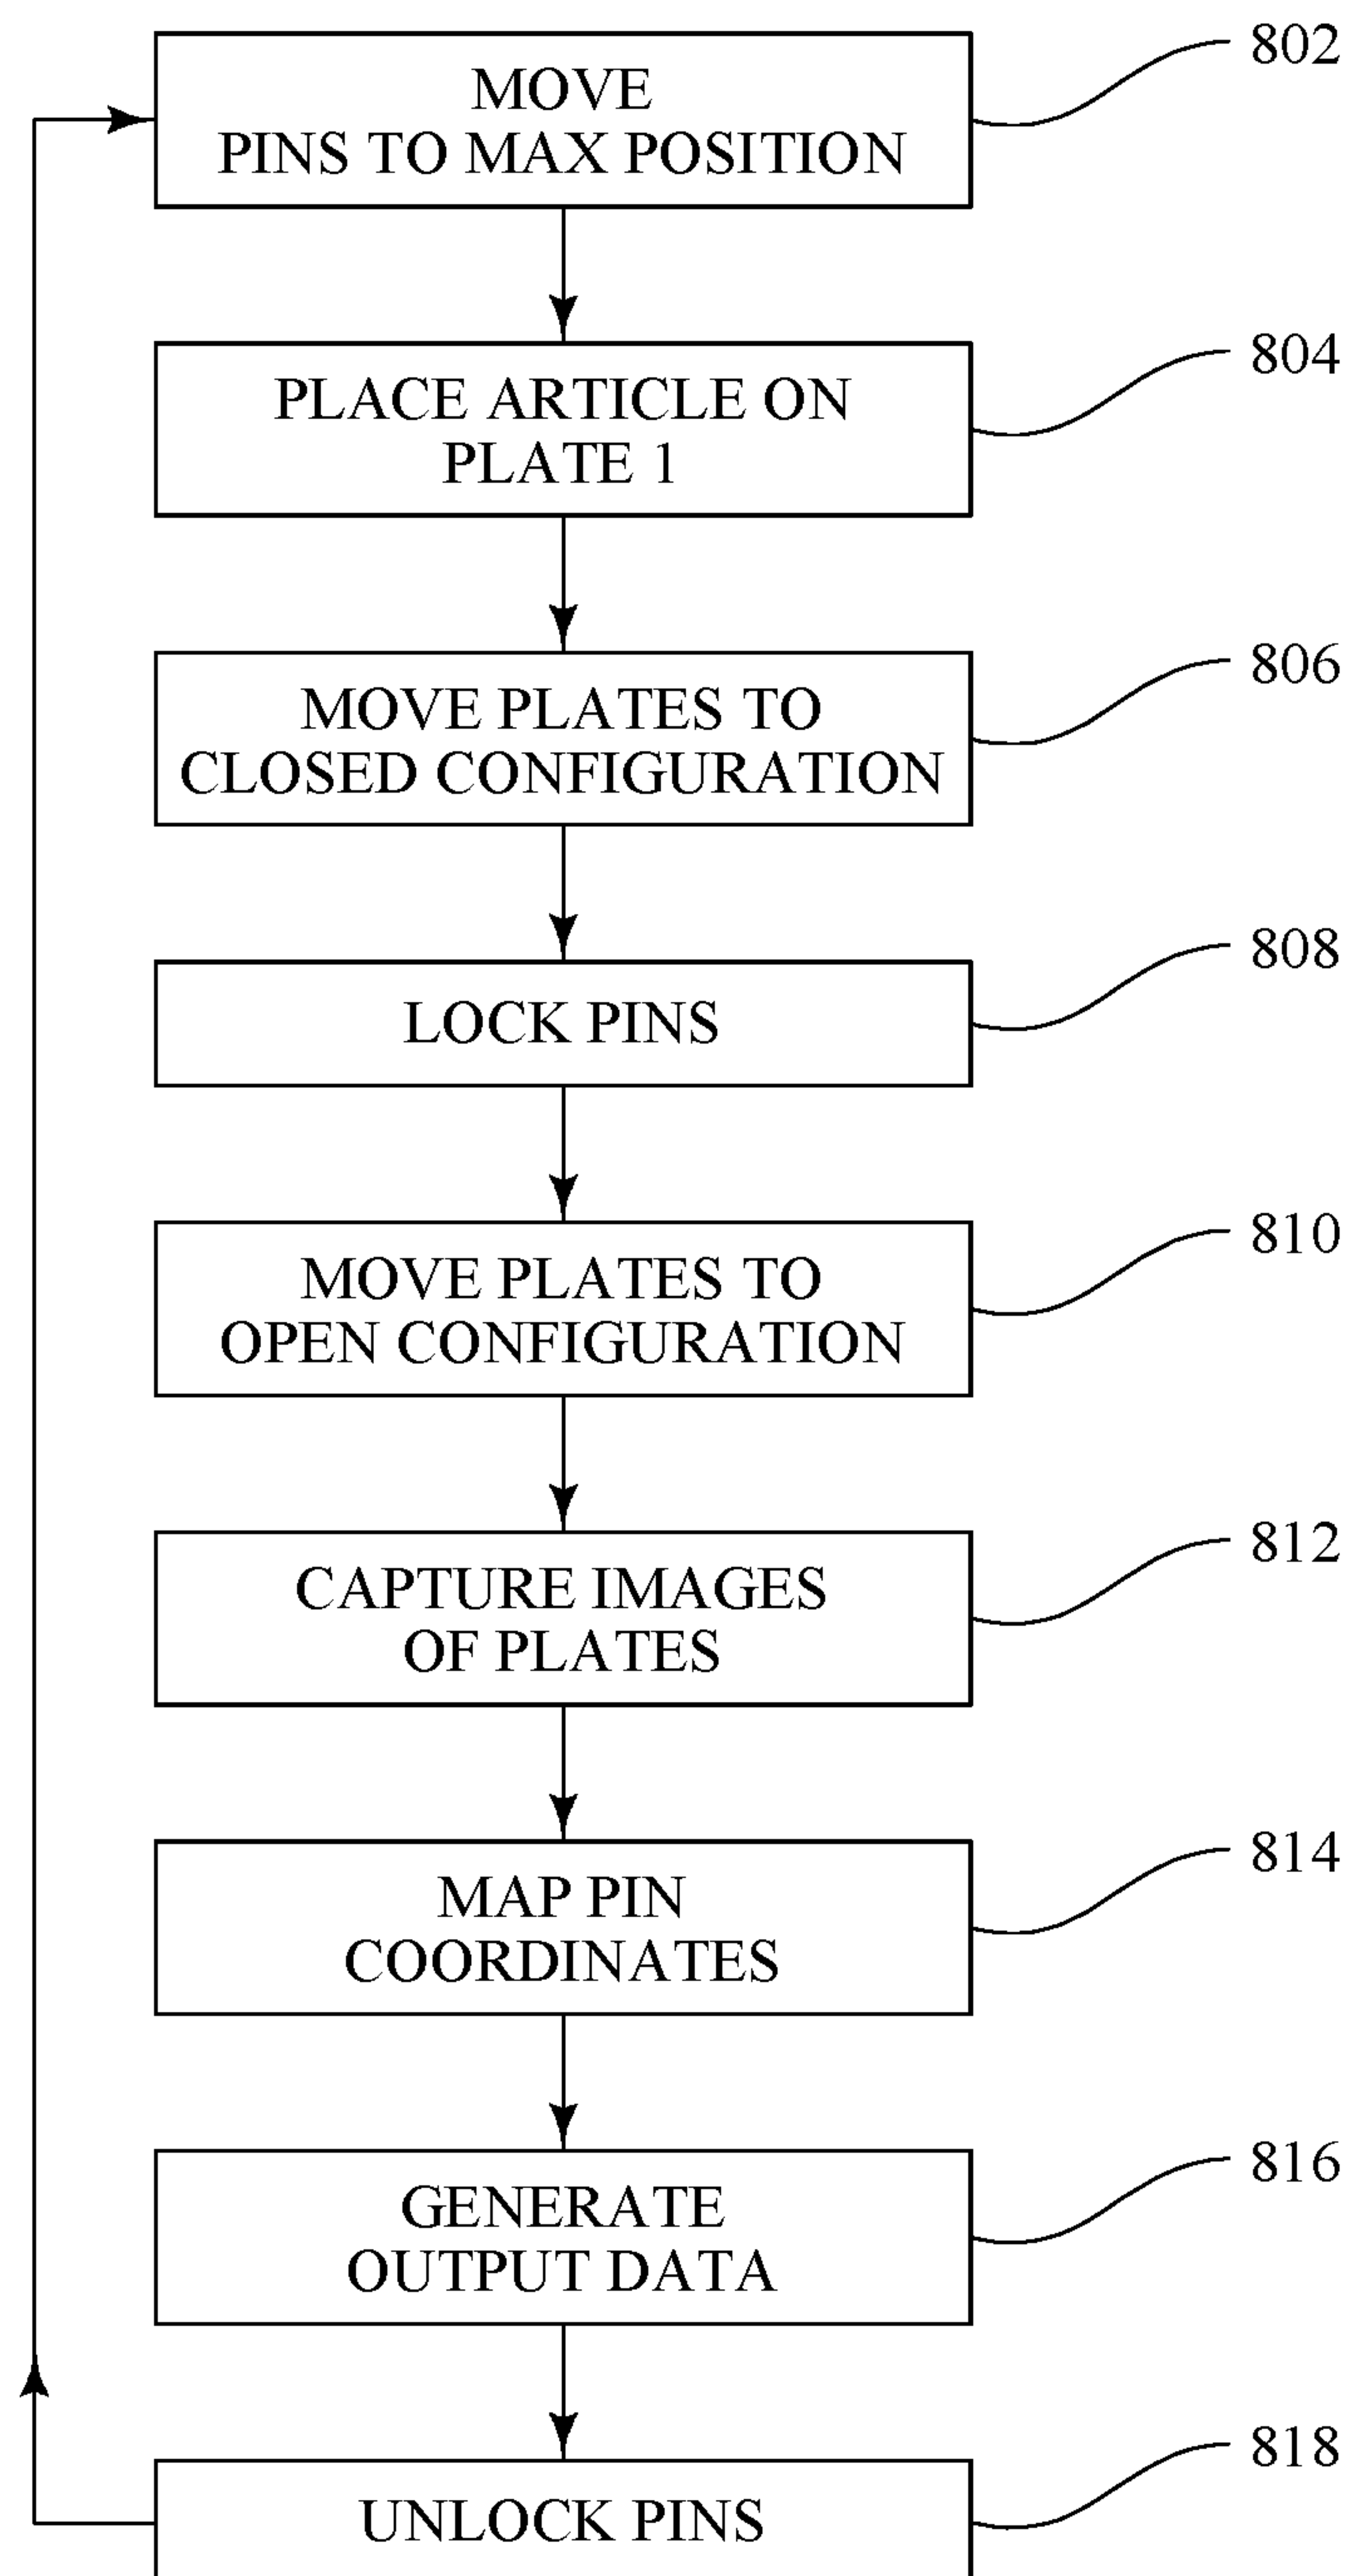 MOVE
PINS TO MAX POSITION
802
PLACE ARTICLE ON
PLATE 1
804
MOVE PLATES TO
CLOSED CONFIGURATION
806
LOCK PINS
808
MOVE PLATES TO
OPEN CONFIGURATION
810
CAPTURE IMAGES
OF PLATES
812
MAP PIN
COORDINATES
814
GENERATE
OUTPUT DATA
816
UNLOCK PINS
818